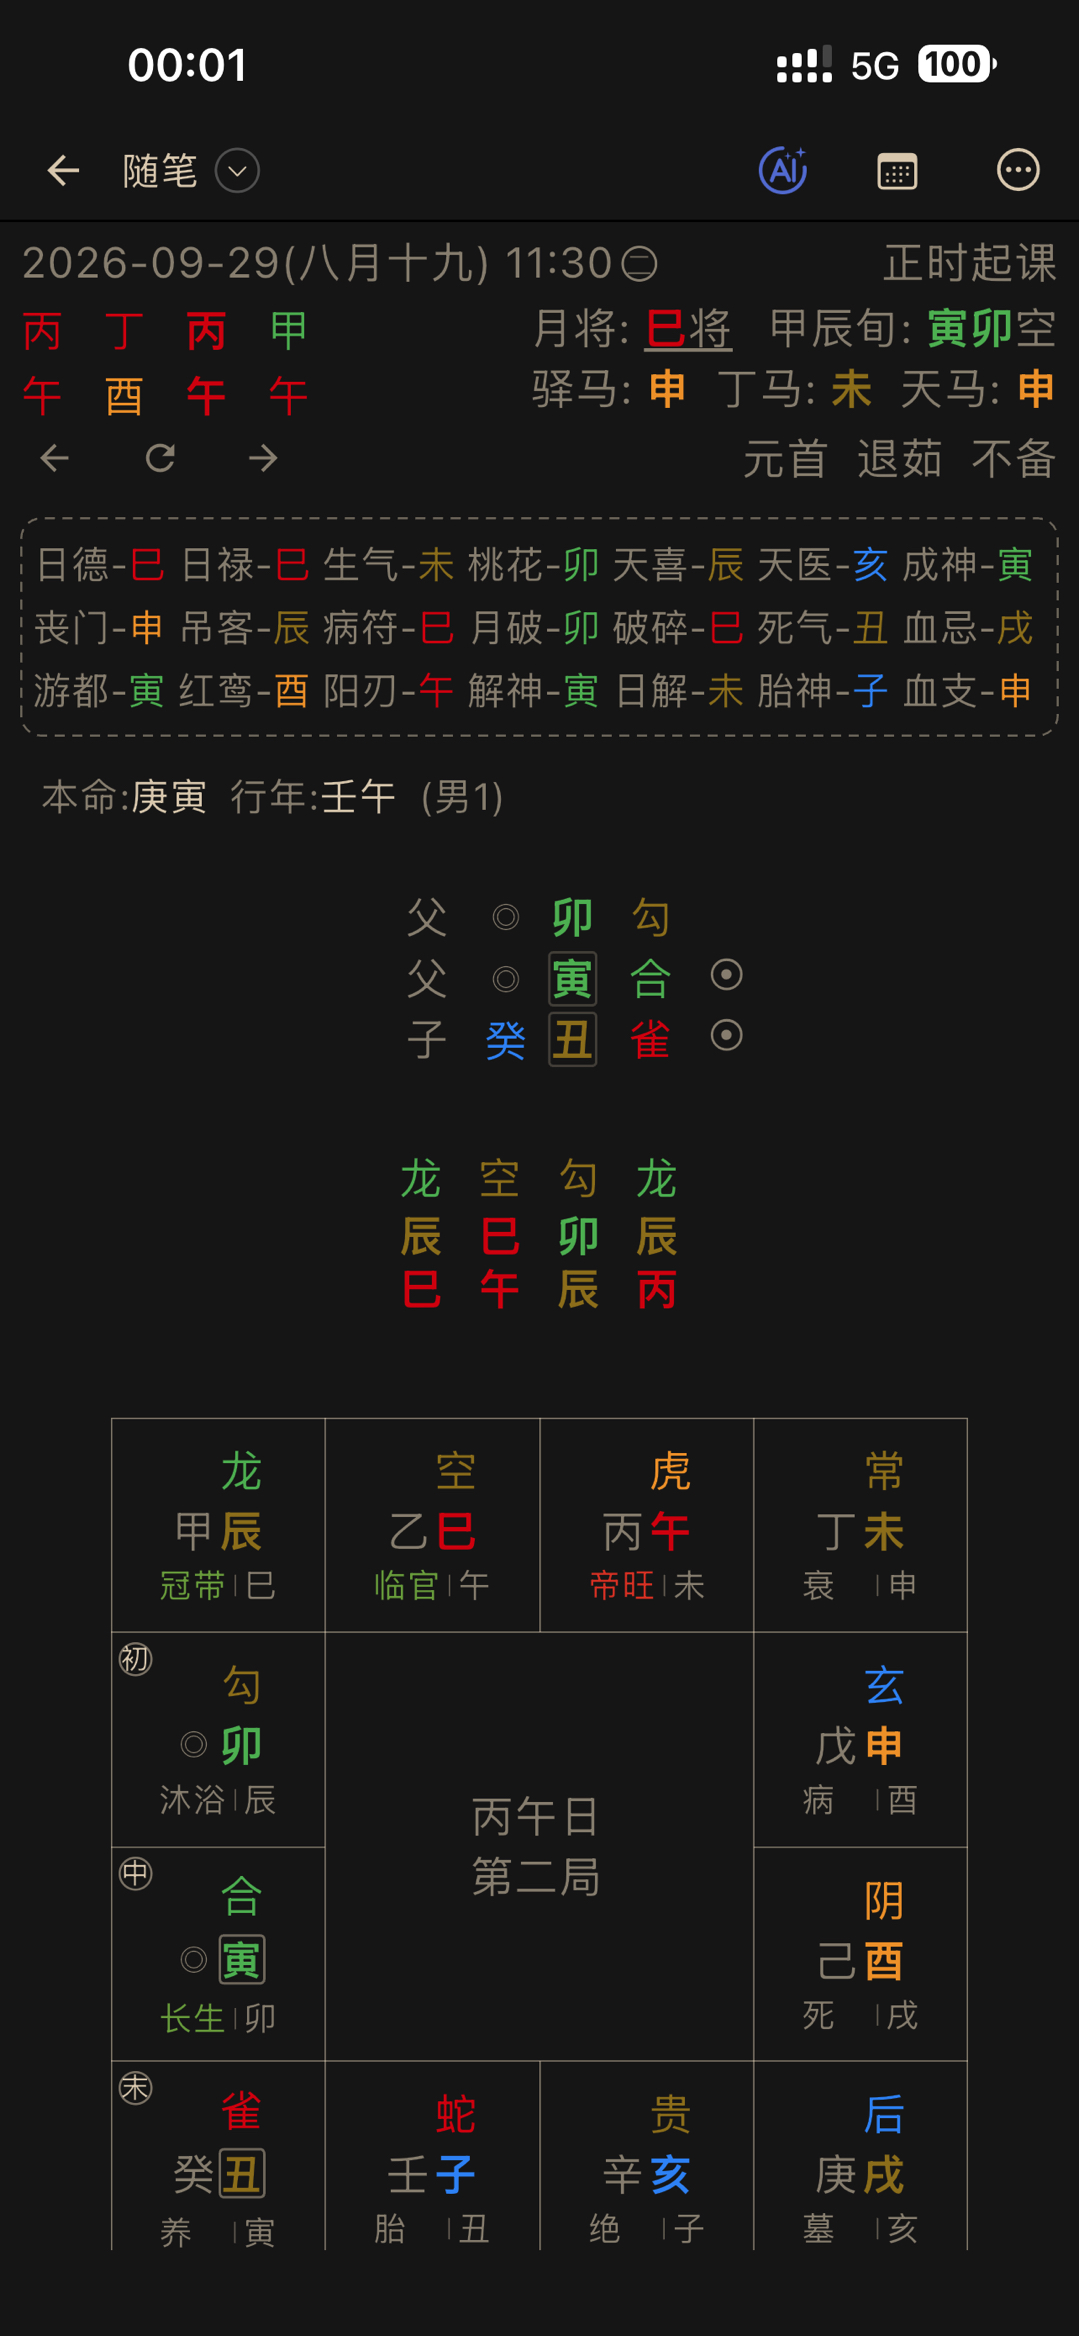 00:01 5G 100
随笔 AI
2026-09-29(八月十九) 11:30㊁ 正时起课
丙 丁 丙 甲 月将: 巳将 甲辰旬: 寅卯空
午 酉 午 午 驿马: 申 丁马: 未 天马: 申
元首 退茹 不备
日德-巳 日禄-巳 生气-未 桃花-卯 天喜-辰 天医-亥 成神-寅
丧门-申 吊客-辰 病符-巳 月破-卯 破碎-巳 死气-丑 血忌-戌
游都-寅 红鸾-酉 阳刃-午 解神-寅 日解-未 胎神-子 血支-申
本命:庚寅 行年:壬午 (男1)
父 ◎ 卯 勾
父 ◎ 寅 合 ⊙
子 癸 丑 雀 ⊙
龙 空 勾 龙
辰 巳 卯 辰
巳 午 辰 丙
龙 空 虎 常
甲辰 乙巳 丙午 丁未
冠带|巳 临官|午 帝旺|未 衰|申
初 勾 玄
◎卯 戊申
沐浴|辰 病|酉
丙午日
第二局
中 合 阴
◎寅 己酉
长生|卯 死|戌
末 雀 蛇 贵 后
癸丑 壬子 辛亥 庚戌
养|寅 胎|丑 绝|子 墓|亥